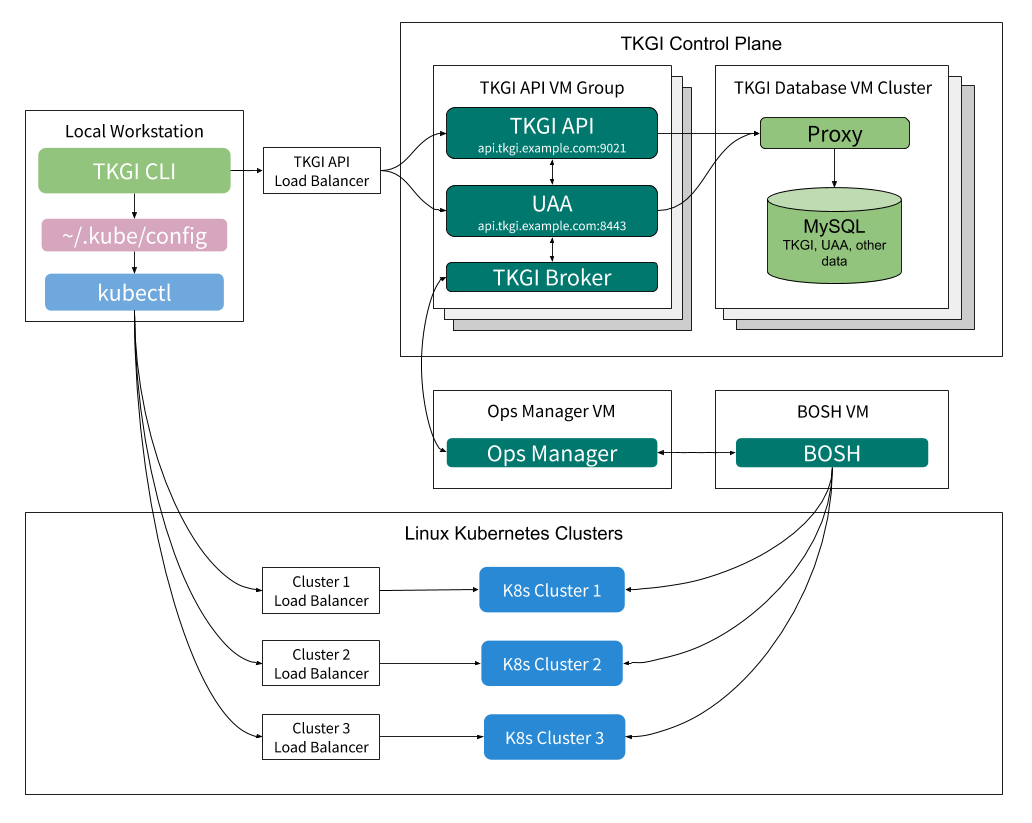 TKGI Control Plane
TKGI API VM Group
TKGI API
api.tkgi.example.com:9021
UAA
api.tkgi.example.com:8443
TKGI Broker
TKGI Database VM Cluster
Proxy
MySQL
TKGI, UAA, other
data
Local Workstation
TKGI CLI
~/.kube/config
kubectl
TKGI API
Load Balancer
Ops Manager VM
Ops Manager
BOSH VM
BOSH
Linux Kubernetes Clusters
Cluster 1
Load Balancer
K8s Cluster 1
Cluster 2
Load Balancer
K8s Cluster 2
Cluster 3
Load Balancer
K8s Cluster 3